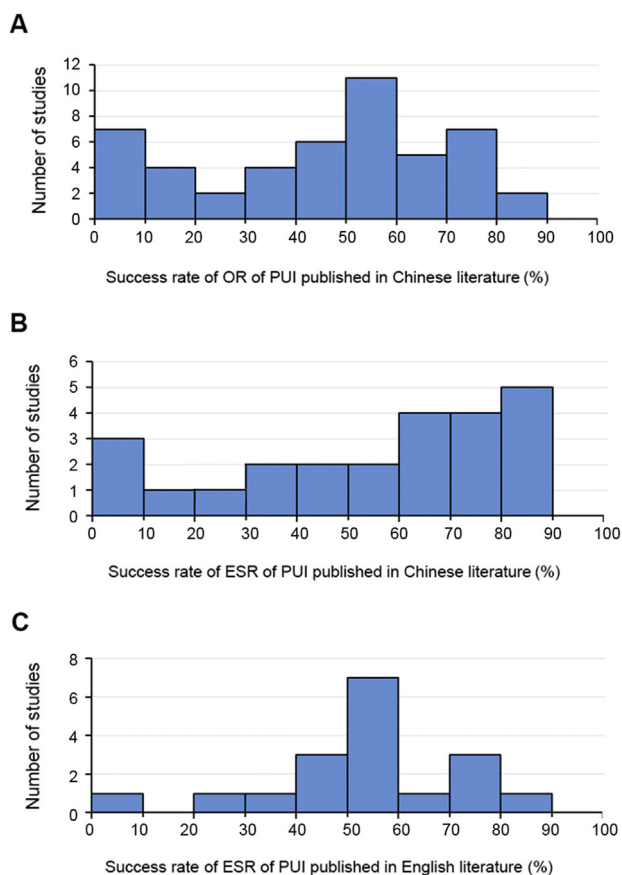 A
Number of studies
12
10
8
6
4
2
0
0 10 20 30 40 50 60 70 80 90 100
Success rate of OR of PUI published in Chinese literature (%)
B
Number of studies
6
5
4
3
2
1
0
0 10 20 30 40 50 60 70 80 90 100
Success rate of ESR of PUI published in Chinese literature (%)
C
Number of studies
8
6
4
2
0
0 10 20 30 40 50 60 70 80 90 100
Success rate of ESR of PUI published in English literature (%)